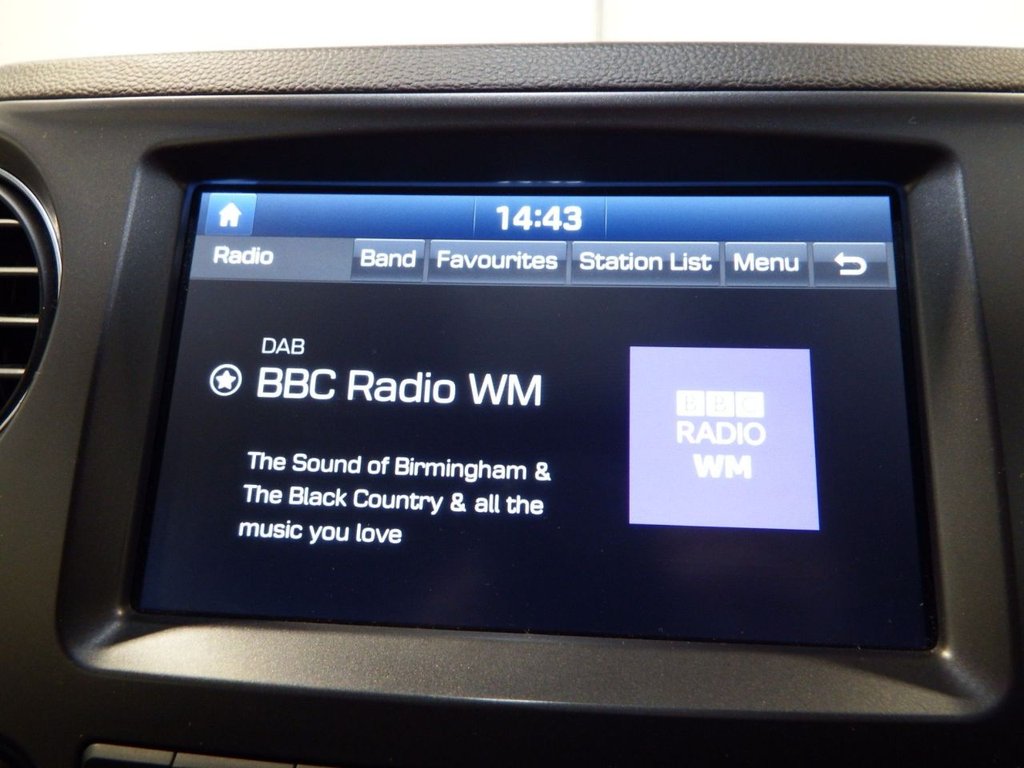 14:43
Radio Band Favourites Station List Menu
DAB
BBC Radio WM
The Sound of Birmingham &
The Black Country & all the
music you love
BBC
RADIO
WM